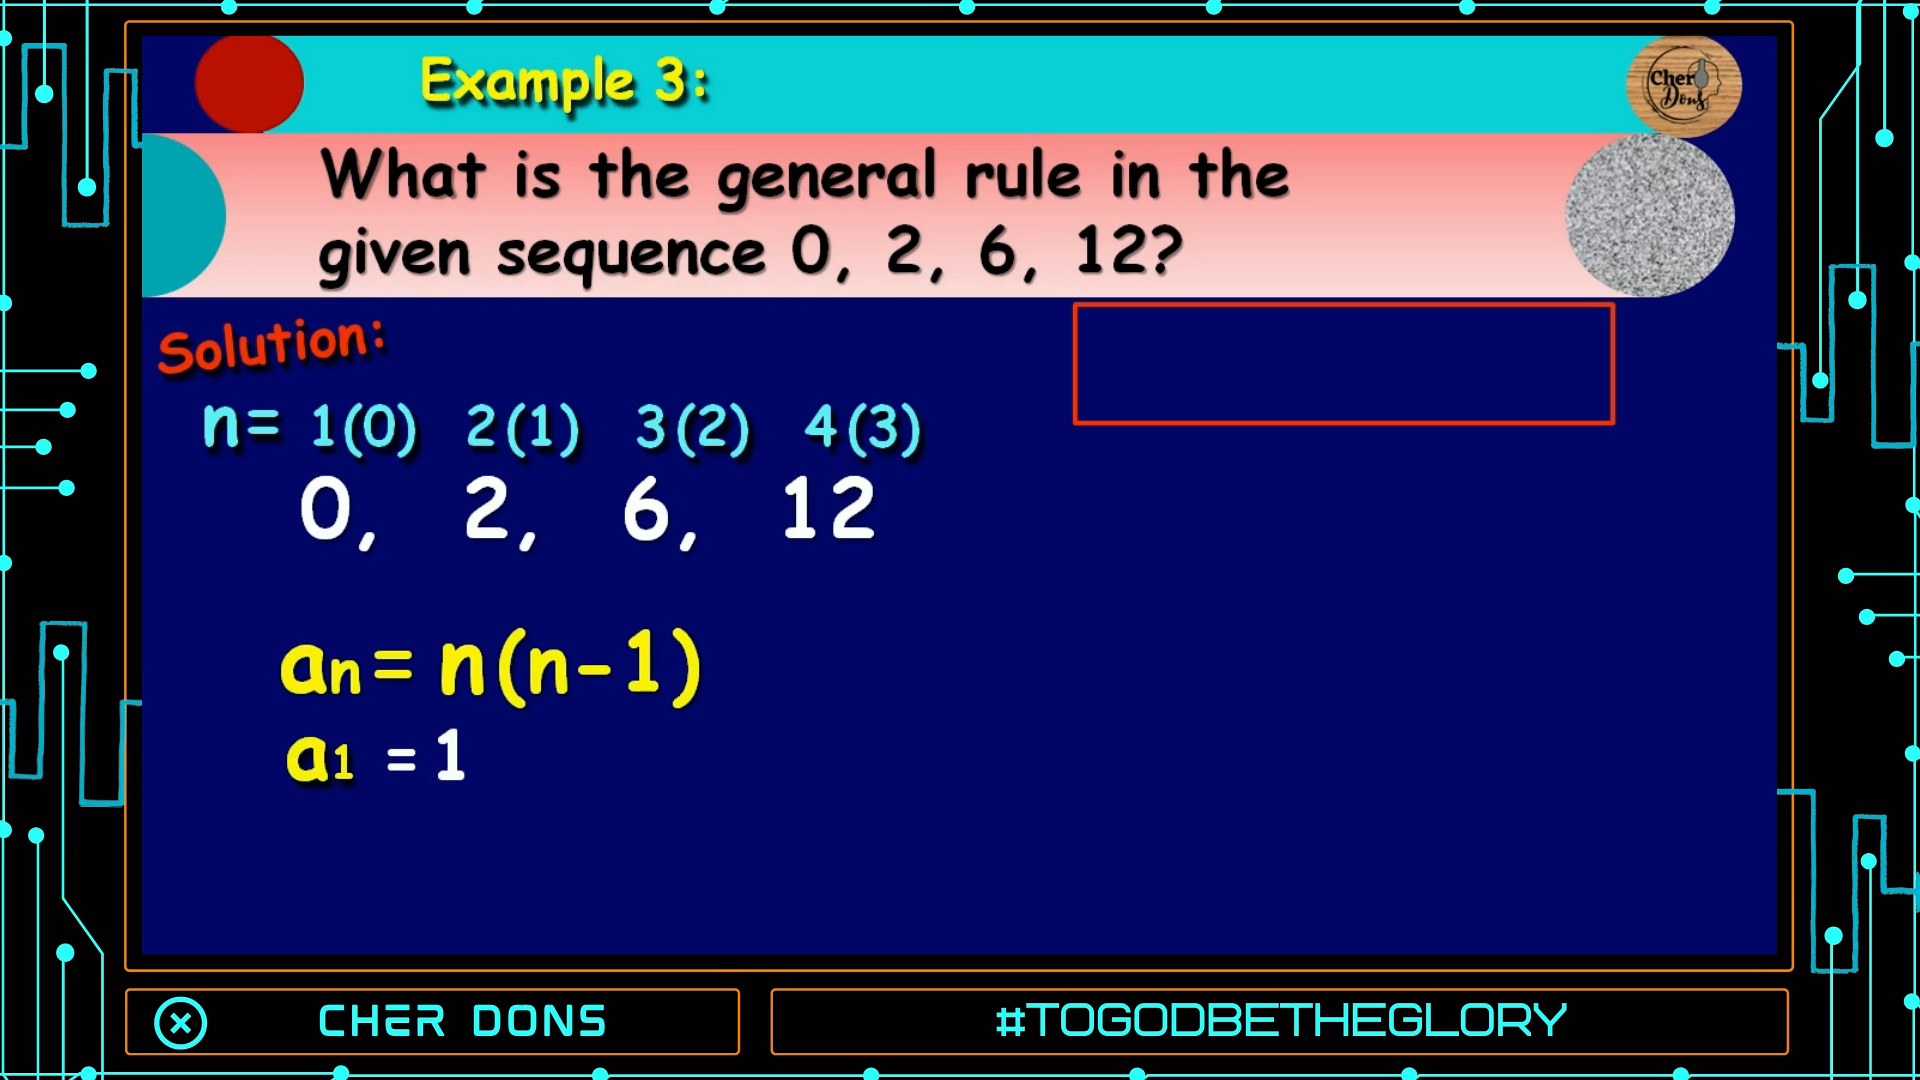 Example 3:
Cher
Dons
What is the general rule in the
given sequence 0, 2, 6, 12?
Solution:
n= 1(0) 2(1) 3(2) 4(3)
0, 2, 6, 12
an= n(n-1)
a1 = 1
CHER DONS
#TOGODBETHEGLORY